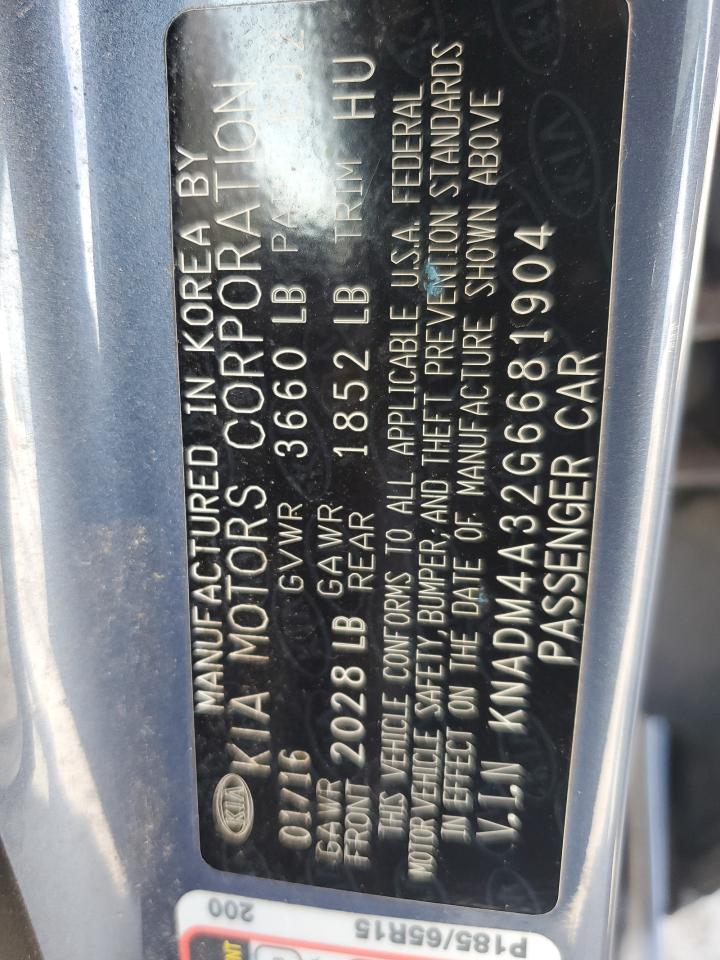 MANUFACTURED IN KOREA BY
KIA KIA MOTORS CORPORATION
01/16 GVWR 3660 LB
GAWR FRONT 2028 LB GAWR REAR 1852 LB TRIM HU
THIS VEHICLE CONFORMS TO ALL APPLICABLE U.S.A. FEDERAL
MOTOR VEHICLE SAFETY, BUMPER, AND THEFT PREVENTION STANDARDS
IN EFFECT ON THE DATE OF MANUFACTURE SHOWN ABOVE
V.I.N KNADM4A32G6681904
PASSENGER CAR
P185/65R15
200